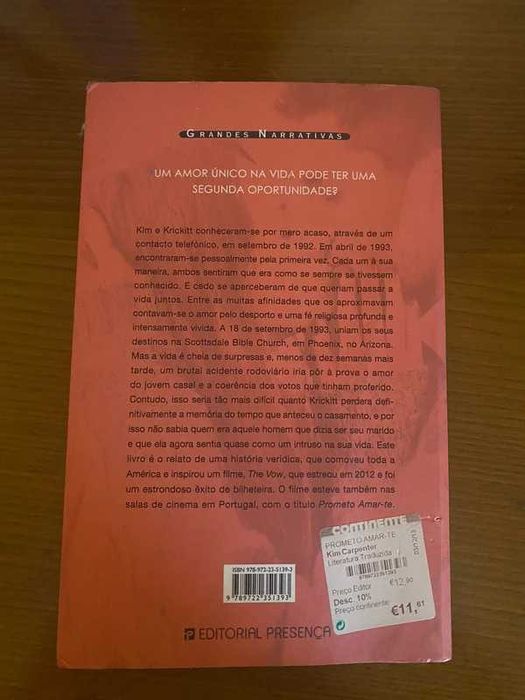 GRANDES NARRATIVAS
UM AMOR ÚNICO NA VIDA PODE TER UMA
SEGUNDA OPORTUNIDADE?
Kim e Krickitt conheceram-se por mero acaso, através de um
contacto telefónico, em setembro de 1992. Em abril de 1993,
encontraram-se pessoalmente pela primeira vez. Cada um à sua
maneira, ambos sentiram que era como se sempre se tivessem
conhecido. E cedo se aperceberam de que queriam passar a
vida juntos. Entre as muitas afinidades que os aproximavam
contavam-se o amor pelo desporto e uma fé religiosa profunda e
intensamente vivida. A 18 de setembro de 1993, uniam os seus
destinos na Scottsdale Bible Church, em Phoenix, no Arizona.
Mas a vida é cheia de surpresas e, menos de dez semanas mais
tarde, um brutal acidente rodoviário iria pôr à prova o amor
do jovem casal e a coerência dos votos que tinham proferido.
Contudo, isso seria tão mais difícil quanto Krickitt perdera defi-
nitivamente a memória do tempo que anteceu o casamento, e por
isso não sabia quem era aquele homem que dizia ser seu marido
e que ela agora sentia quase como um intruso na sua vida. Este
livro é o relato de uma história verídica, que comoveu toda a
América e inspirou um filme, The Vow, que estreou em 2012 e foi
um estrondoso êxito de bilheteira. O filme esteve também nas
salas de cinema em Portugal, com o título Prometo Amar-te.
ISBN 978-972-23-5139-3
9 789722 351393
EDITORIAL PRESENÇA
continente
PROMETO AMAR-TE
Kim Carpenter
Literatura Traduzida
9789722351393
Preço Editor €12,90
Desc. 10%
Preço continente: €11,61